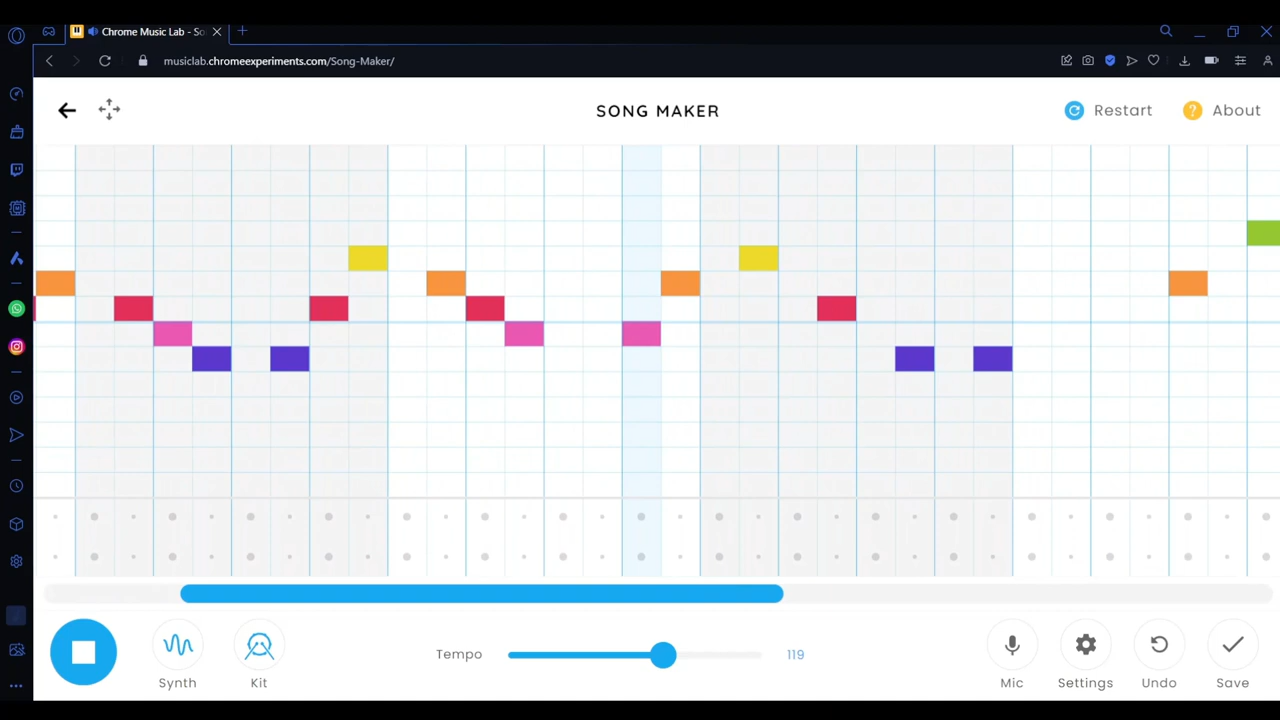 Chrome Music Lab - So
musiclab.chromeexperiments.com/Song-Maker/
SONG MAKER
Restart
About
Tempo
119
Synth
Kit
Mic
Settings
Undo
Save